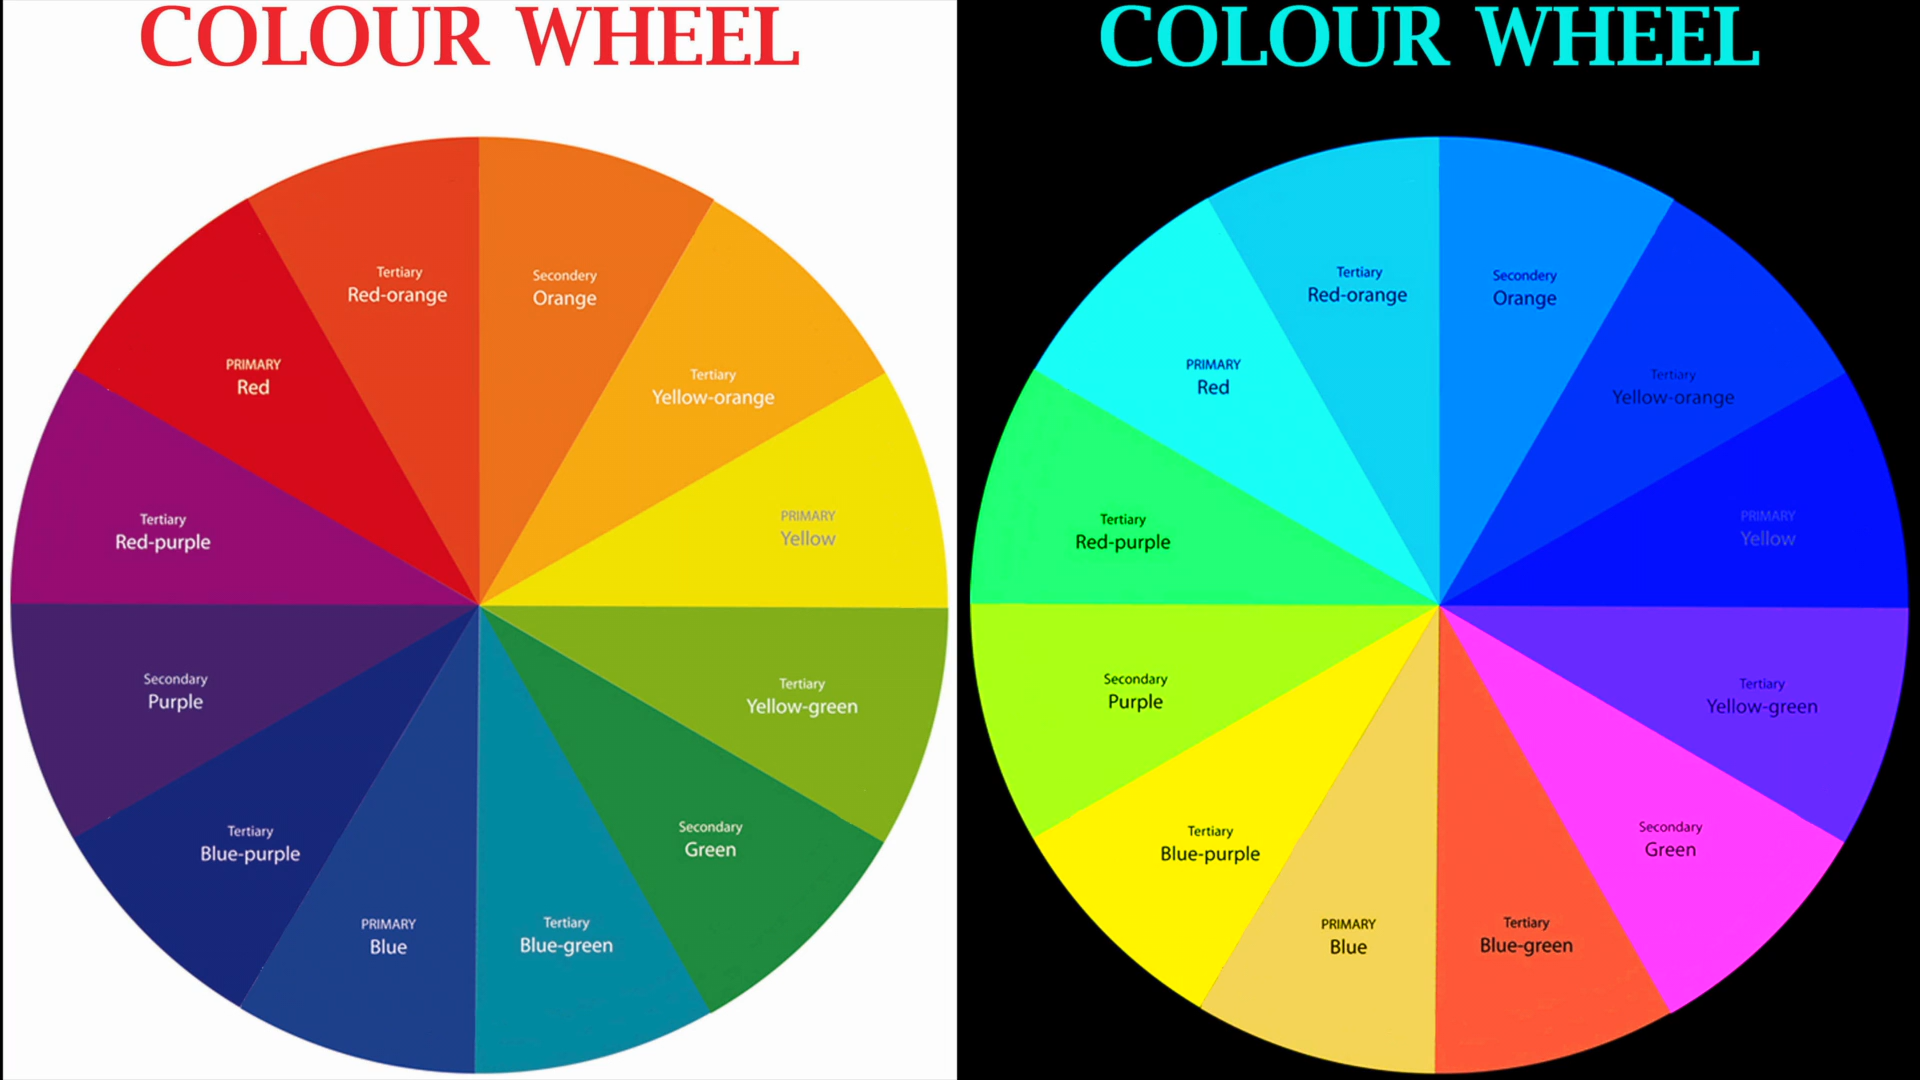 COLOUR WHEEL
Tertiary
Red-orange
Secondery
Orange
PRIMARY
Red
Tertiary
Yellow-orange
Tertiary
Red-purple
PRIMARY
Yellow
Secondary
Purple
Tertiary
Yellow-green
Tertiary
Blue-purple
Secondary
Green
PRIMARY
Blue
Tertiary
Blue-green
COLOUR WHEEL
Tertiary
Red-orange
Secondery
Orange
PRIMARY
Red
Tertiary
Yellow-orange
Tertiary
Red-purple
PRIMARY
Yellow
Secondary
Purple
Tertiary
Yellow-green
Tertiary
Blue-purple
Secondary
Green
PRIMARY
Blue
Tertiary
Blue-green